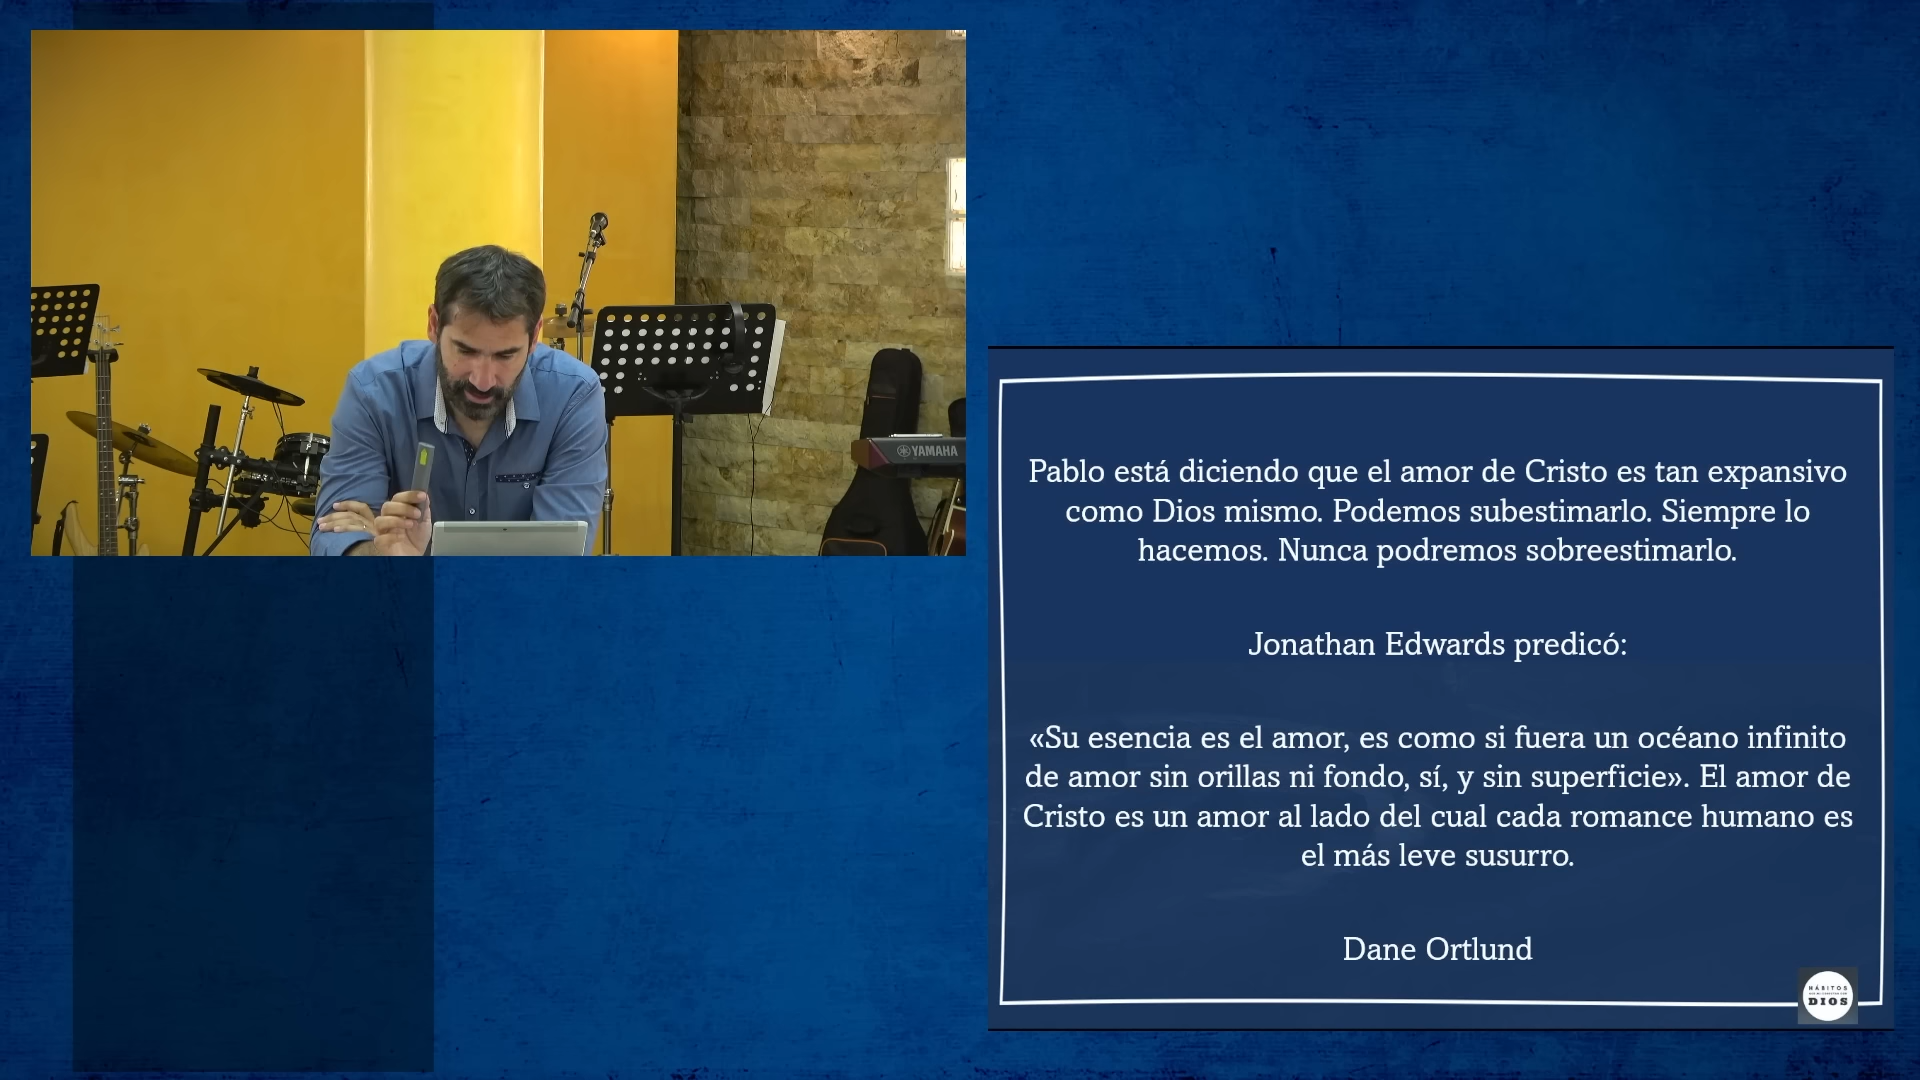 YAMAHA
Pablo está diciendo que el amor de Cristo es tan expansivo
como Dios mismo. Podemos subestimarlo. Siempre lo
hacemos. Nunca podremos sobreestimarlo.
Jonathan Edwards predicó:
«Su esencia es el amor, es como si fuera un océano infinito
de amor sin orillas ni fondo, sí, y sin superficie». El amor de
Cristo es un amor al lado del cual cada romance humano es
el más leve susurro.
Dane Ortlund
HÁBITOS
DIOS